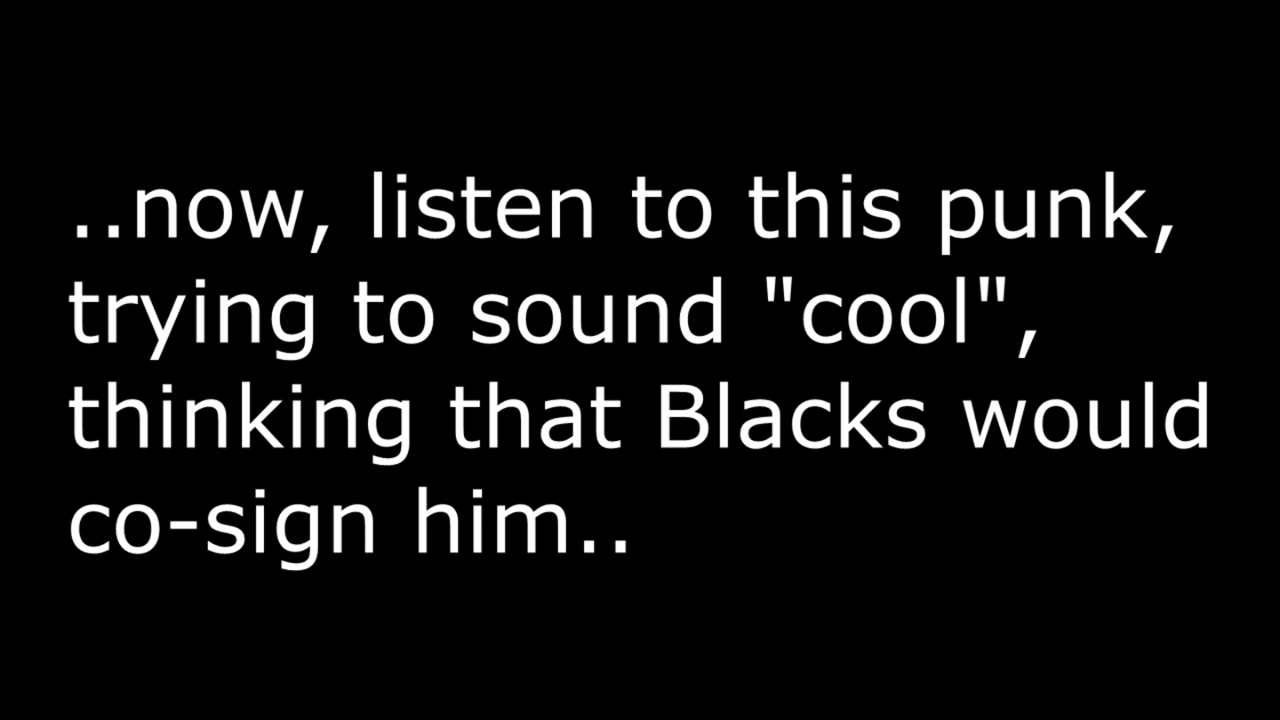 ..now, listen to this punk,
trying to sound "cool",
thinking that Blacks would
co-sign him..